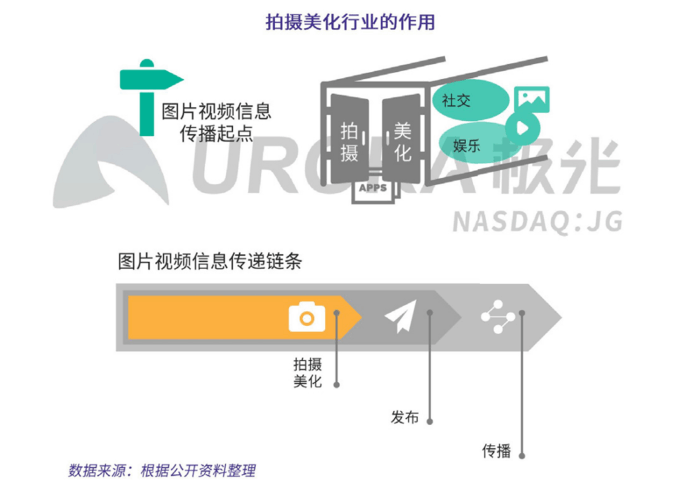 拍摄美化行业的作用
图片视频信息
传播起点
拍摄
美化
社交
娱乐
APPS
URORA 极光
NASDAQ:JG
图片视频信息传递链条
拍摄
美化
发布
传播
数据来源：根据公开资料整理